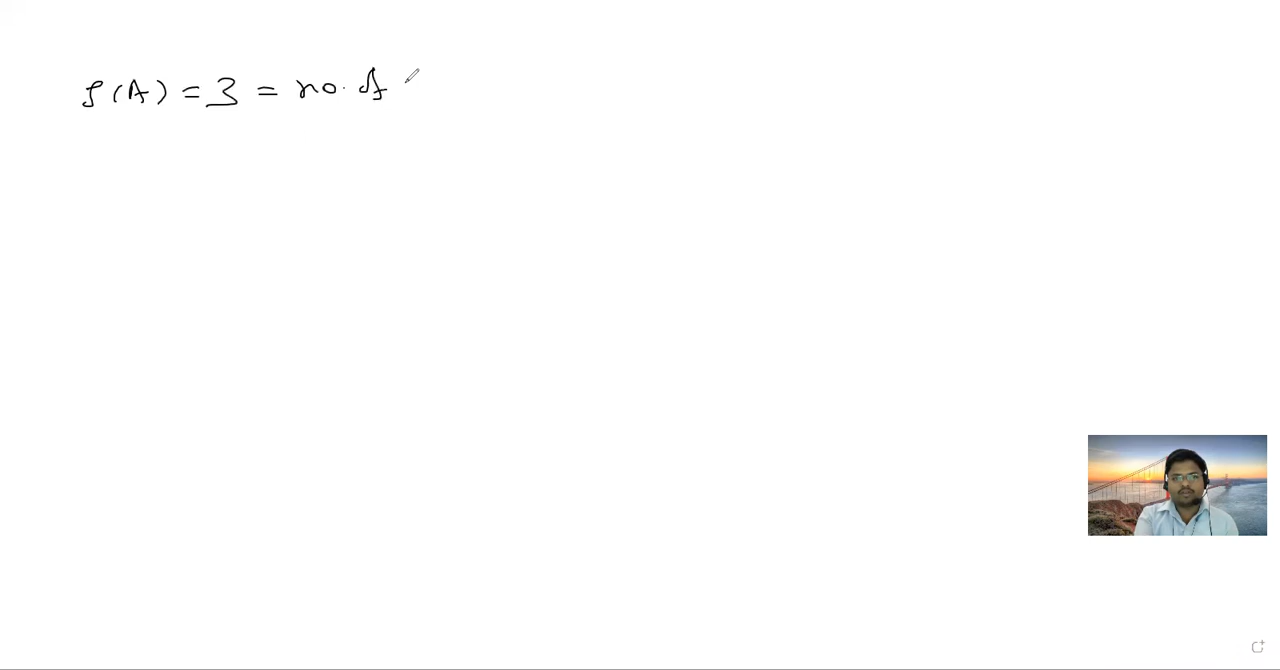 ρ(A) = 3 = no. of